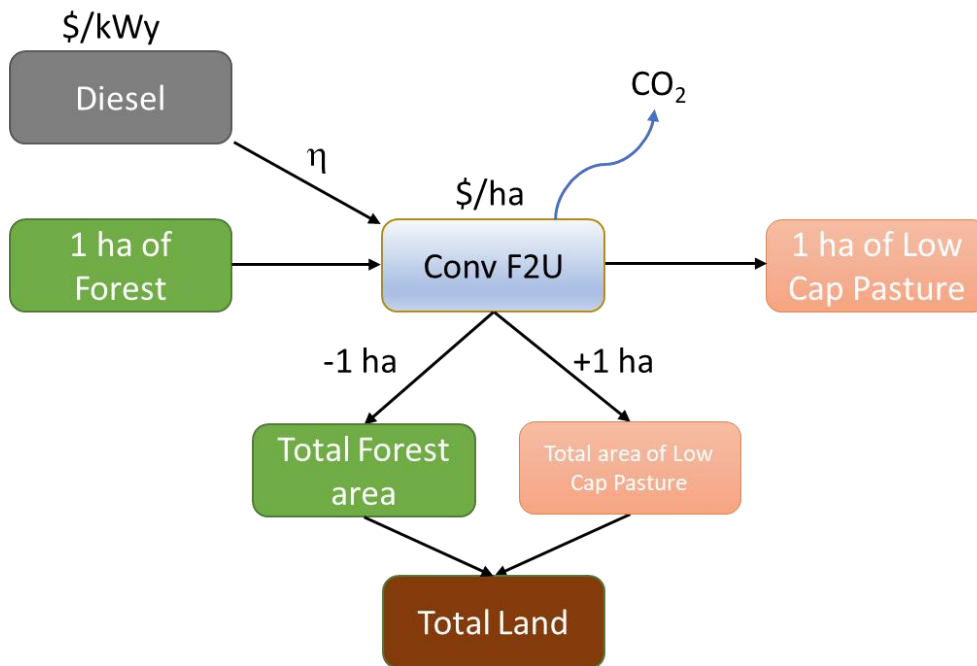 $/kWy
Diesel
CO₂
η
$/ha
1 ha of
Forest
Conv F2U
1 ha of Low
Cap Pasture
-1 ha
+1 ha
Total Forest
area
Total area of Low
Cap Pasture
Total Land